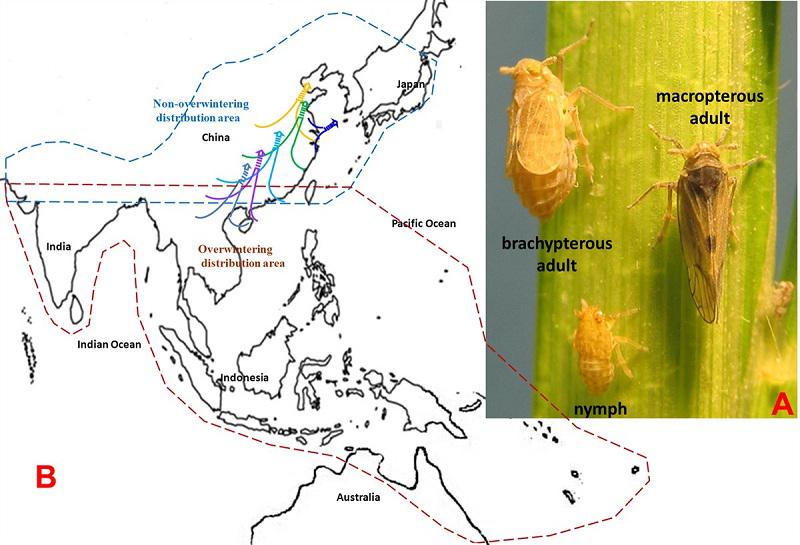 Non-overwintering
distribution area
China
Japan
Pacific Ocean
Overwintering
distribution area
India
Indian Ocean
Indonesia
Australia
B
macropterous
adult
brachypterous
adult
nymph
A